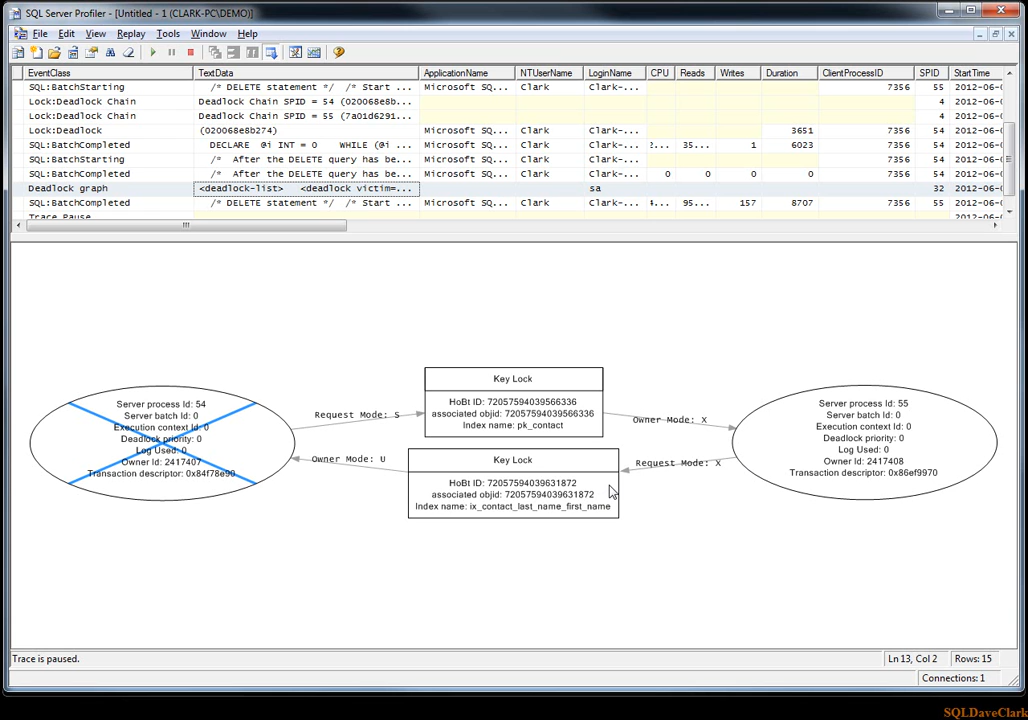 SQL Server Profiler - [Untitled - 1 (CLARK-PC\DEMO)]
File Edit View Replay Tools Window Help
EventClass TextData ApplicationName NTUserName LoginName CPU Reads Writes Duration ClientProcessID SPID StartTime
SQL:BatchStarting /* DELETE statement */ /* Start ... Microsoft SQ... Clark Clark-... 7356 55 2012-06-
Lock:Deadlock Chain Deadlock Chain SPID = 54 (020068e8b... 4 2012-06-
Lock:Deadlock Chain Deadlock Chain SPID = 55 (7a01d6291... 4 2012-06-
Lock:Deadlock (020068e8b274) Microsoft SQ... Clark Clark-... 3651 7356 54 2012-06-
SQL:BatchCompleted DECLARE @i INT = 0 WHILE (@i ... Microsoft SQ... Clark Clark-... 2... 35... 1 6023 7356 54 2012-06-
SQL:BatchStarting /* After the DELETE query has be... Microsoft SQ... Clark Clark-... 7356 54 2012-06-
SQL:BatchCompleted /* After the DELETE query has be... Microsoft SQ... Clark Clark-... 0 0 0 0 7356 54 2012-06-
Deadlock graph <deadlock-list> <deadlock victim=... sa 32 2012-06-
SQL:BatchCompleted /* DELETE statement */ /* Start ... Microsoft SQ... Clark Clark-... 4... 95... 157 8707 7356 55 2012-06-
Trace Pause 2012-06-
Server process Id: 54
Server batch Id: 0
Execution context Id: 0
Deadlock priority: 0
Log Used: 0
Owner Id: 2417407
Transaction descriptor: 0x84f78e90
Request Mode: S
Owner Mode: U
Key Lock
HoBt ID: 72057594039566336
associated objid: 72057594039566336
Index name: pk_contact
Key Lock
HoBt ID: 72057594039631872
associated objid: 72057594039631872
Index name: ix_contact_last_name_first_name
Owner Mode: X
Request Mode: X
Server process Id: 55
Server batch Id: 0
Execution context Id: 0
Deadlock priority: 0
Log Used: 0
Owner Id: 2417408
Transaction descriptor: 0x86ef9970
Trace is paused. Ln 13, Col 2 Rows: 15
Connections: 1
SQLDaveClark